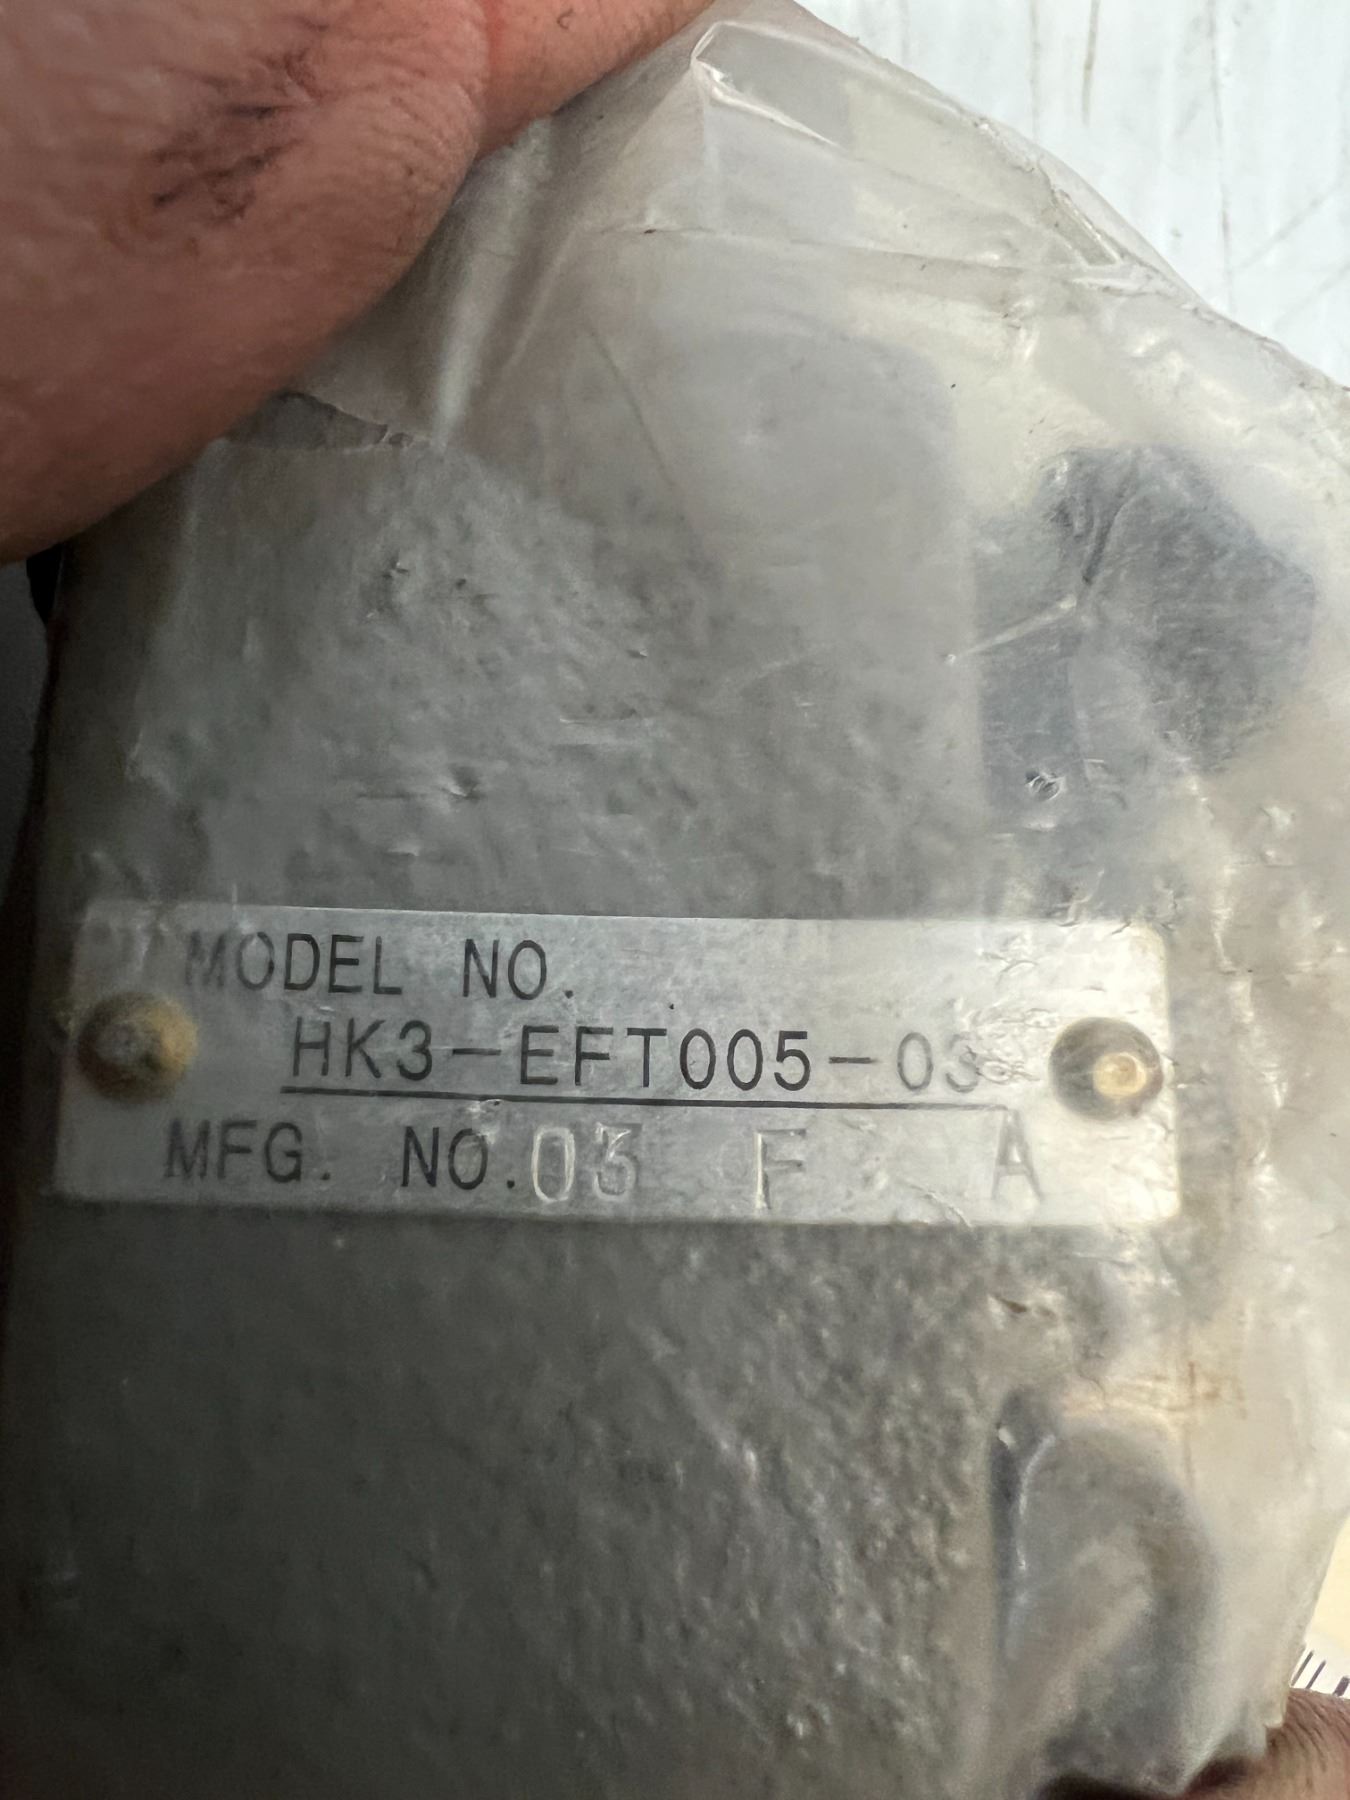 MODEL NO.
HK3-EFT005-03
MFG. NO. 03 F A